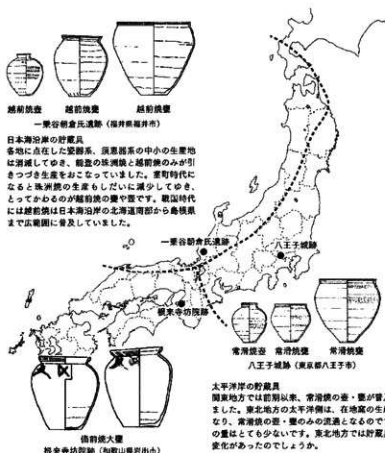 越前焼壺　越前焼甕　越前焼甕
一乗谷朝倉氏遺跡（福井県福井市）
日本海沿岸の貯蔵具
各地に点在した瓷器系、須恵器系の中小の生産地
は消滅してゆき、能登の珠洲焼と越前焼のみが引
きつづき生産をおこなっていました。室町時代に
なると珠洲焼の生産もしだいに減少してゆき、
とってかわるのが越前焼の甕や壺です。戦国時代
には越前焼は日本海沿岸の北海道南部から島根県
まで広範囲に普及していました。
一乗谷朝倉氏遺跡
八王子城跡
根来寺坊院跡
常滑焼壺　常滑焼甕　常滑焼甕
八王子城跡（東京都八王子市）
備前焼大甕
根来寺坊院跡（和歌山県岩出市）
太平洋岸の貯蔵具
関東地方では前期以来、常滑焼の壺・甕が普及
ました。東北地方の太平洋側は、在地窯の生産
なり、常滑焼の壺・甕のみの流通となるのです
の量はとても少ないです。東北地方では貯蔵具
変化があったのでしょうか。